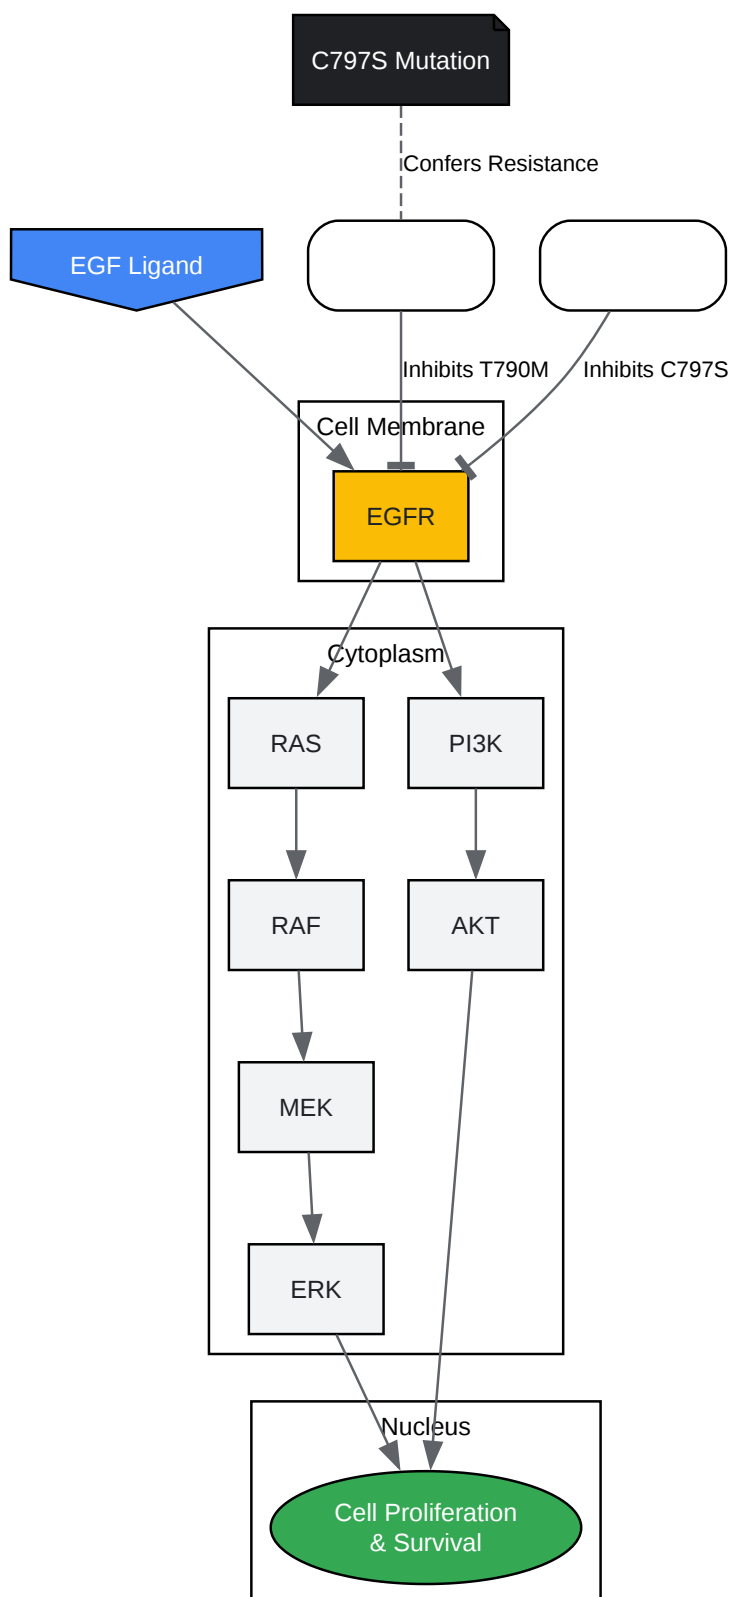 C797S Mutation
Confers Resistance
EGF Ligand
Inhibits T790M
Inhibits C797S
Cell Membrane
EGFR
Cytoplasm
RAS
PI3K
RAF
AKT
MEK
ERK
Nucleus
Cell Proliferation
& Survival